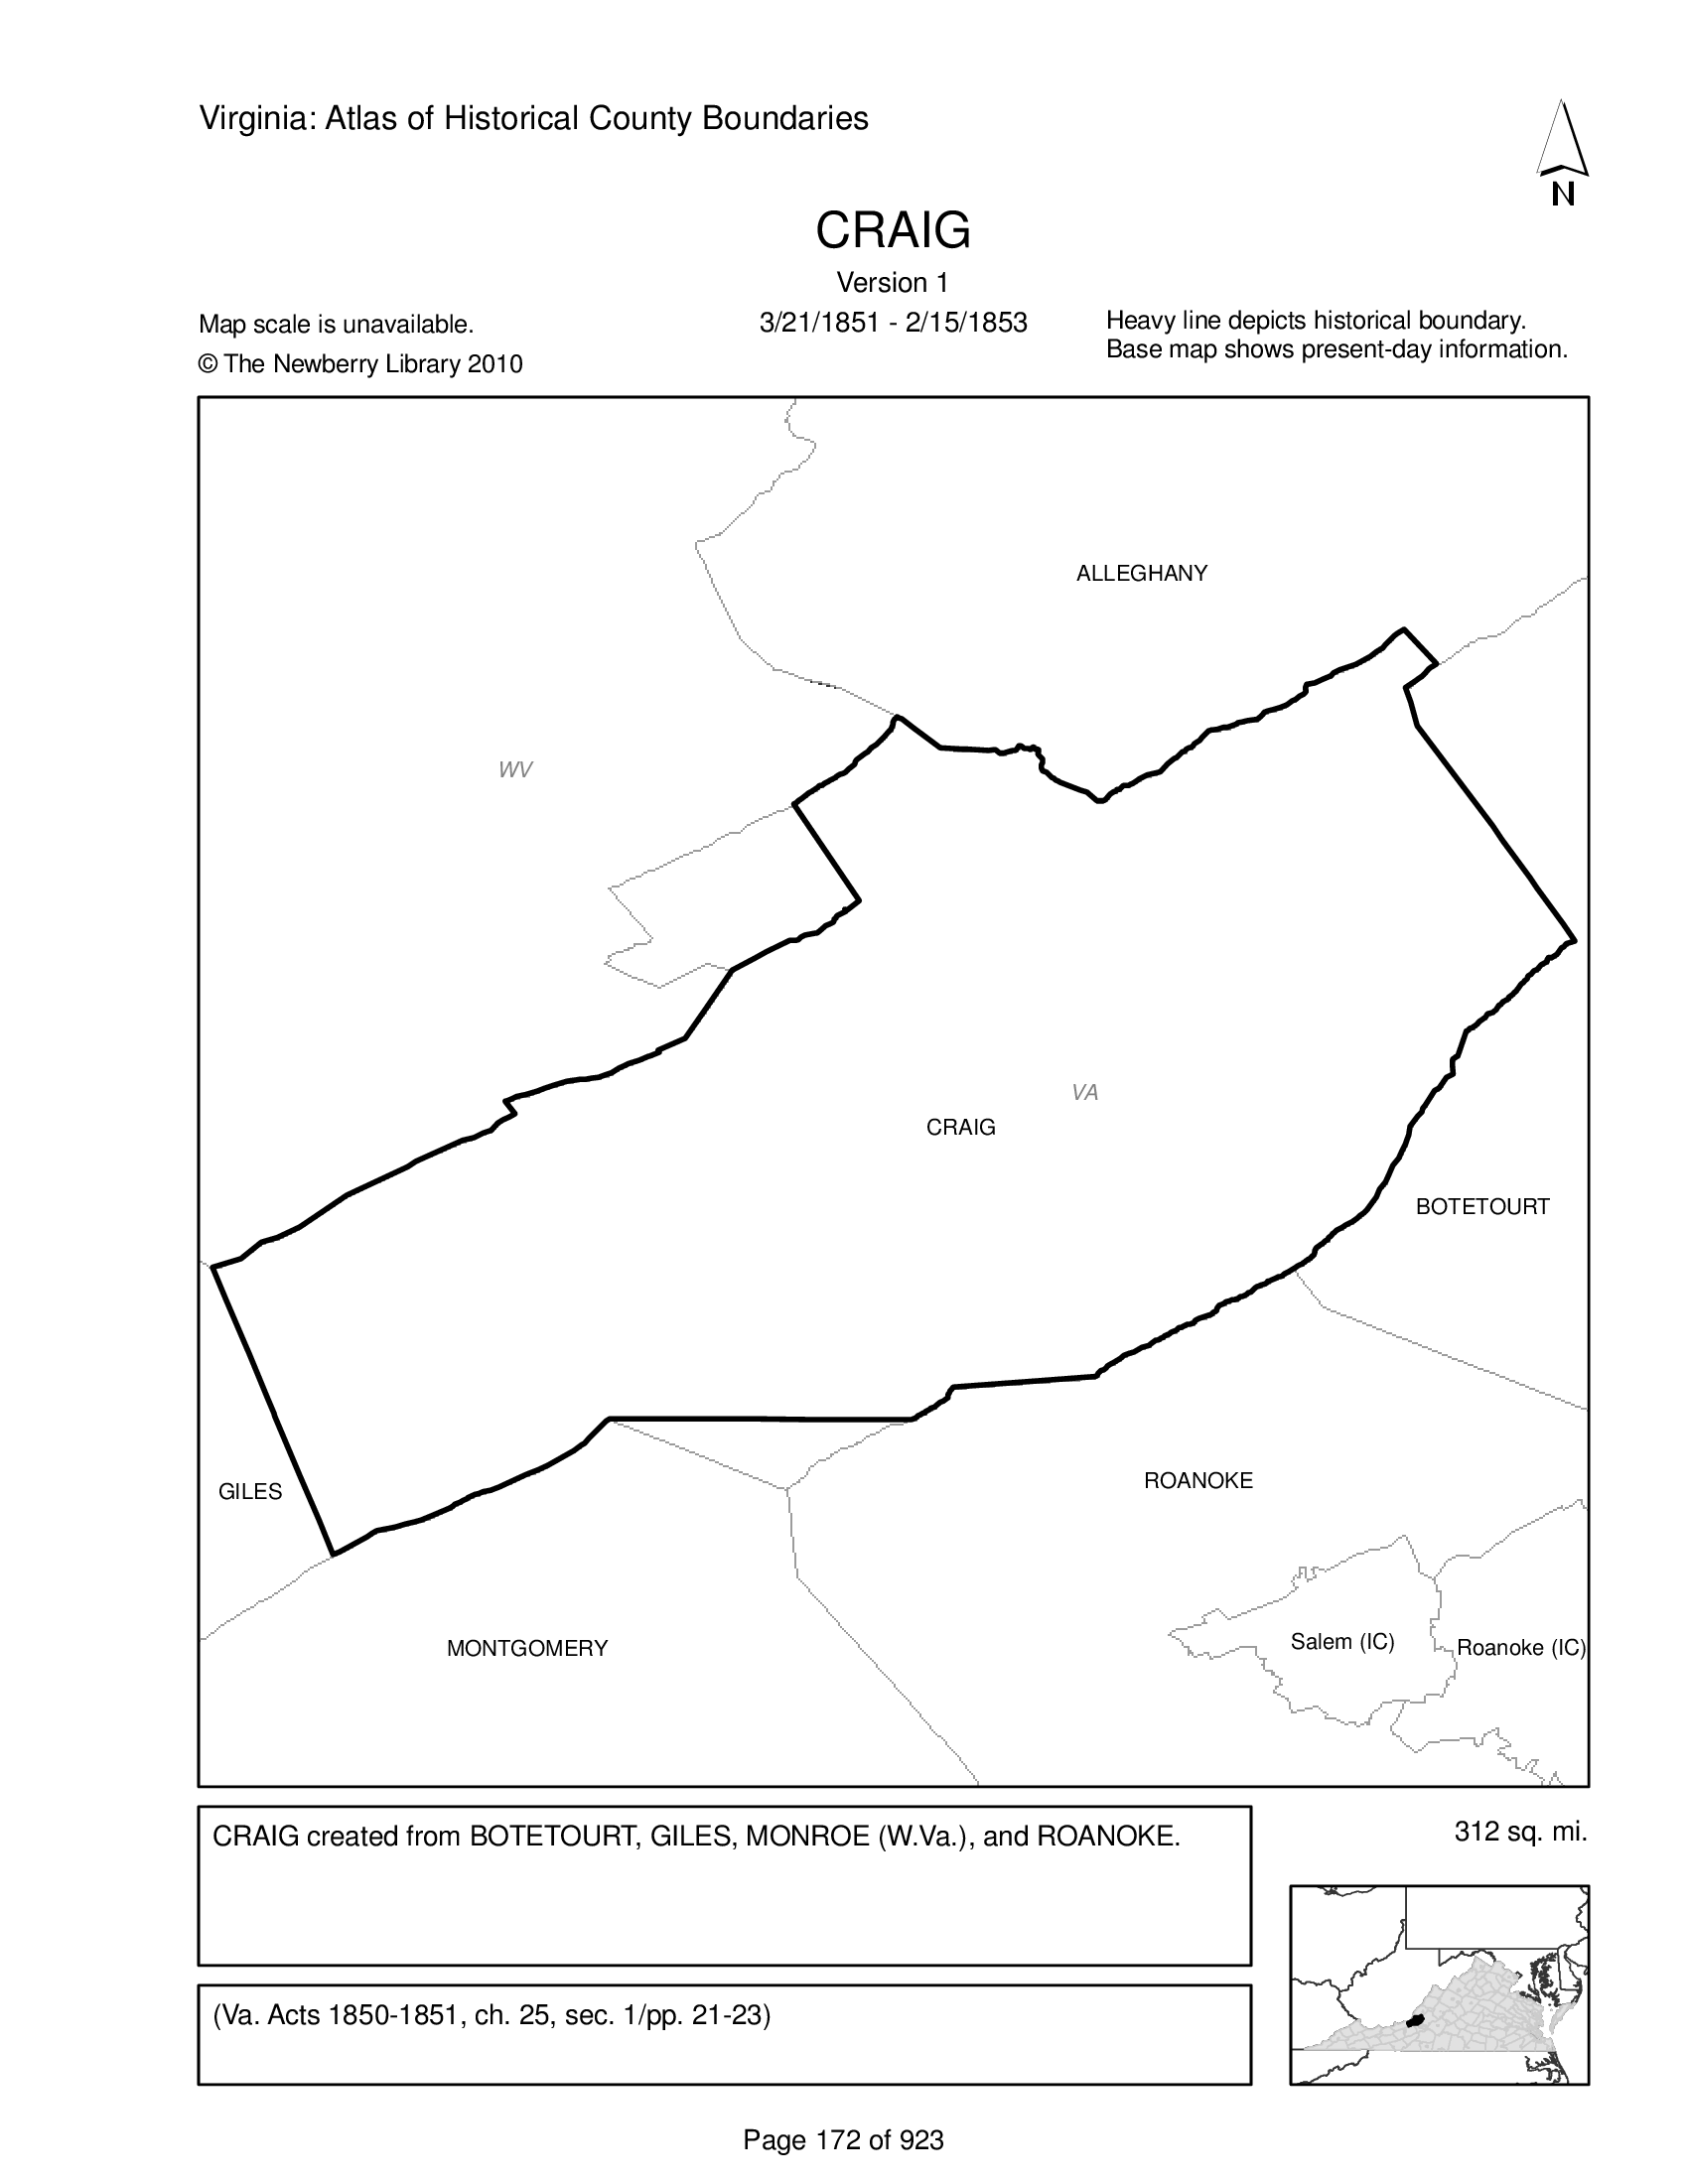 Virginia: Atlas of Historical County Boundaries
N
CRAIG
Version 1
3/21/1851 - 2/15/1853
Map scale is unavailable.
© The Newberry Library 2010
Heavy line depicts historical boundary.
Base map shows present-day information.
ALLEGHANY
WV
VA
CRAIG
BOTETOURT
ROANOKE
GILES
MONTGOMERY
Salem (IC)
Roanoke (IC)
CRAIG created from BOTETOURT, GILES, MONROE (W.Va.), and ROANOKE.
312 sq. mi.
(Va. Acts 1850-1851, ch. 25, sec. 1/pp. 21-23)
Page 172 of 923